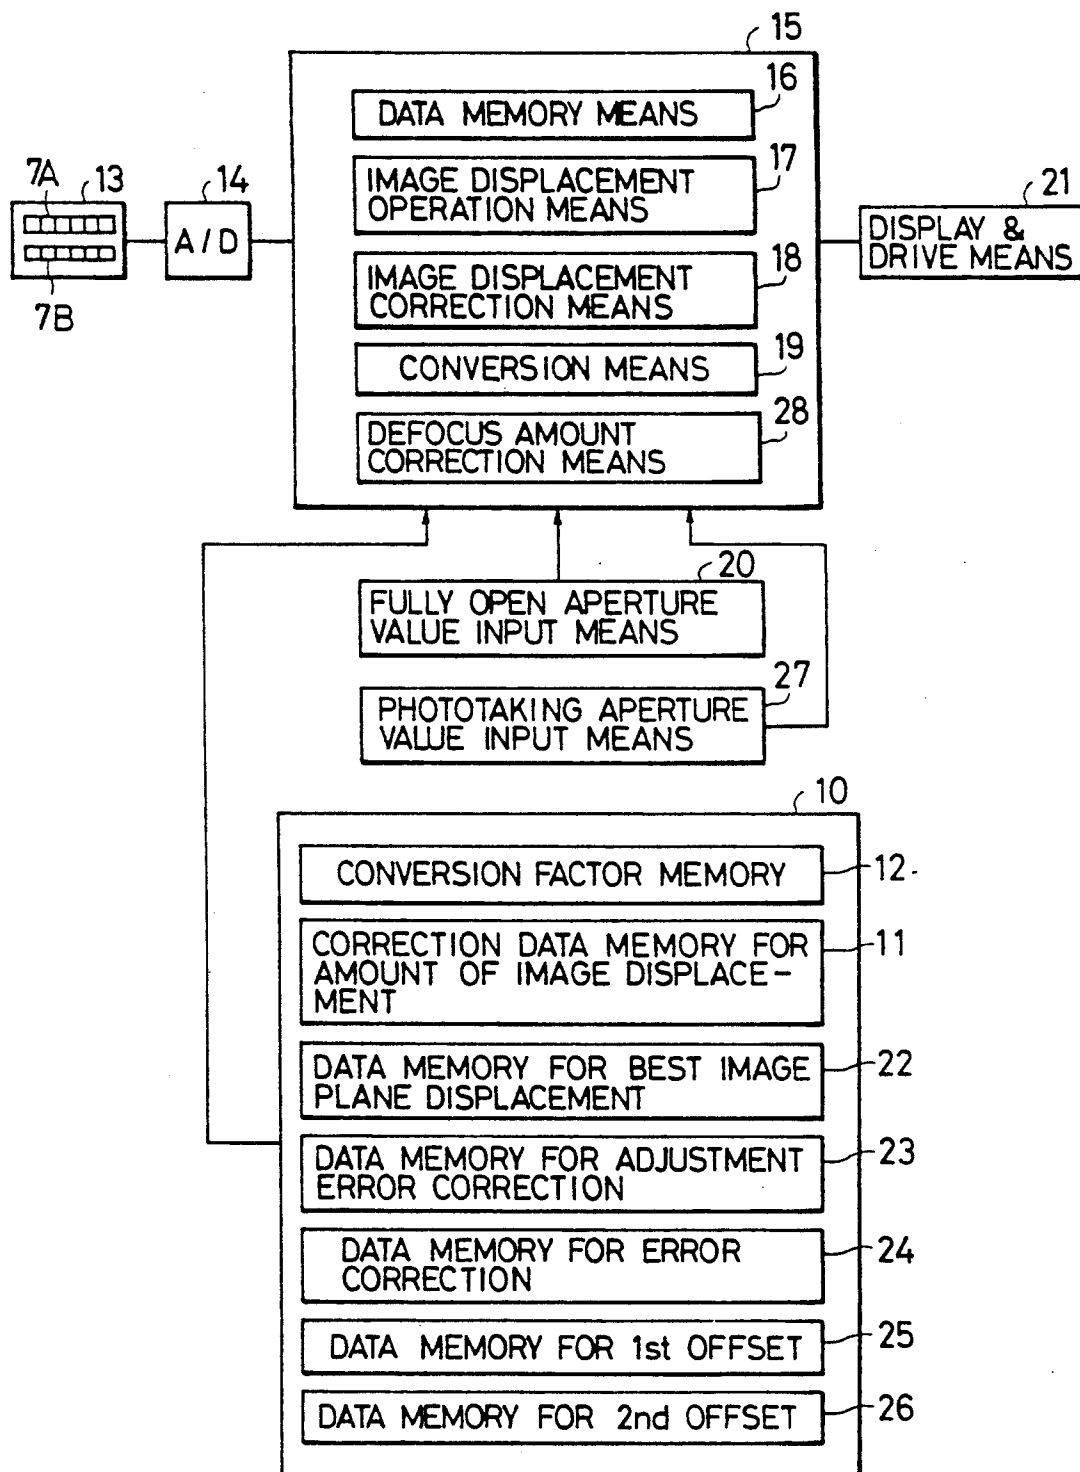 15
16
DATA MEMORY MEANS
17
7A
13
14
IMAGE DISPLACEMENT
OPERATION MEANS
21
A/D
DISPLAY &
DRIVE MEANS
7B
18
IMAGE DISPLACEMENT
CORRECTION MEANS
19
CONVERSION MEANS
28
DEFOCUS AMOUNT
CORRECTION MEANS
20
FULLY OPEN APERTURE
VALUE INPUT MEANS
27
PHOTOTAKING APERTURE
VALUE INPUT MEANS
10
CONVERSION FACTOR MEMORY
12
CORRECTION DATA MEMORY FOR
AMOUNT OF IMAGE DISPLACE-
MENT
11
DATA MEMORY FOR BEST IMAGE
PLANE DISPLACEMENT
22
DATA MEMORY FOR ADJUSTMENT
ERROR CORRECTION
23
DATA MEMORY FOR ERROR
CORRECTION
24
DATA MEMORY FOR 1st OFFSET
25
DATA MEMORY FOR 2nd OFFSET
26